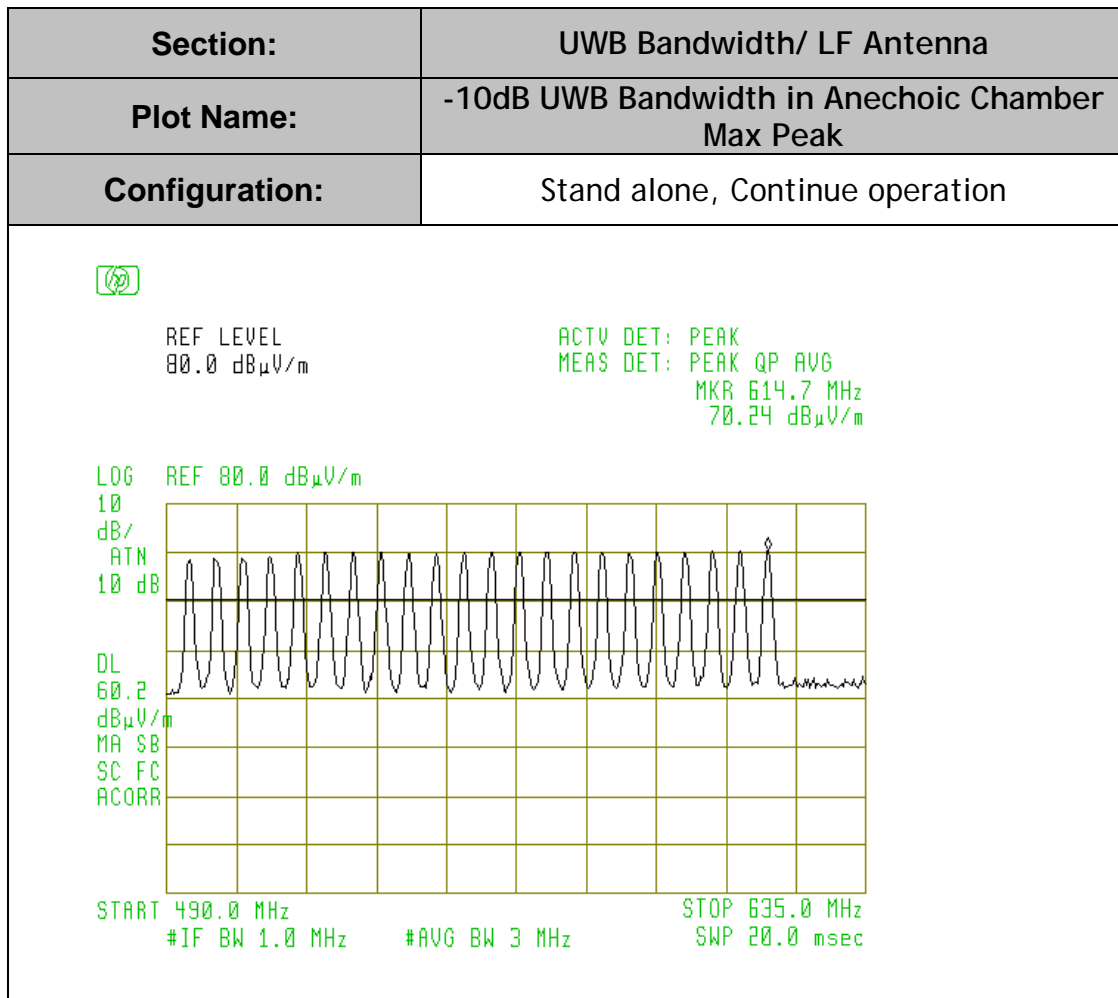 Section:
UWB Bandwidth/ LF Antenna
Plot Name:
-10dB UWB Bandwidth in Anechoic Chamber
Max Peak
Configuration:
Stand alone, Continue operation
hp
REF LEVEL
80.0 dBµV/m
ACTV DET: PEAK
MEAS DET: PEAK QP AVG
MKR 614.7 MHz
70.24 dBµV/m
LOG REF 80.0 dBµV/m
10
dB/
ATN
10 dB
DL
60.2
dBµV/m
MA SB
SC FC
ACORR
START 490.0 MHz
STOP 635.0 MHz
#IF BW 1.0 MHz #AVG BW 3 MHz SWP 20.0 msec